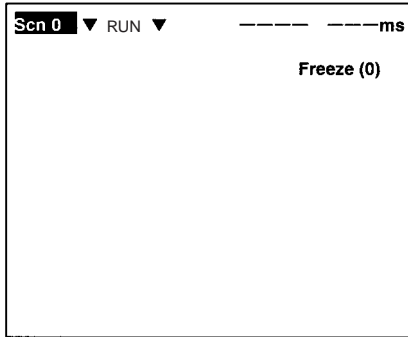 Scn 0 ▼ RUN ▼ −−−− −−−ms
Freeze (0)